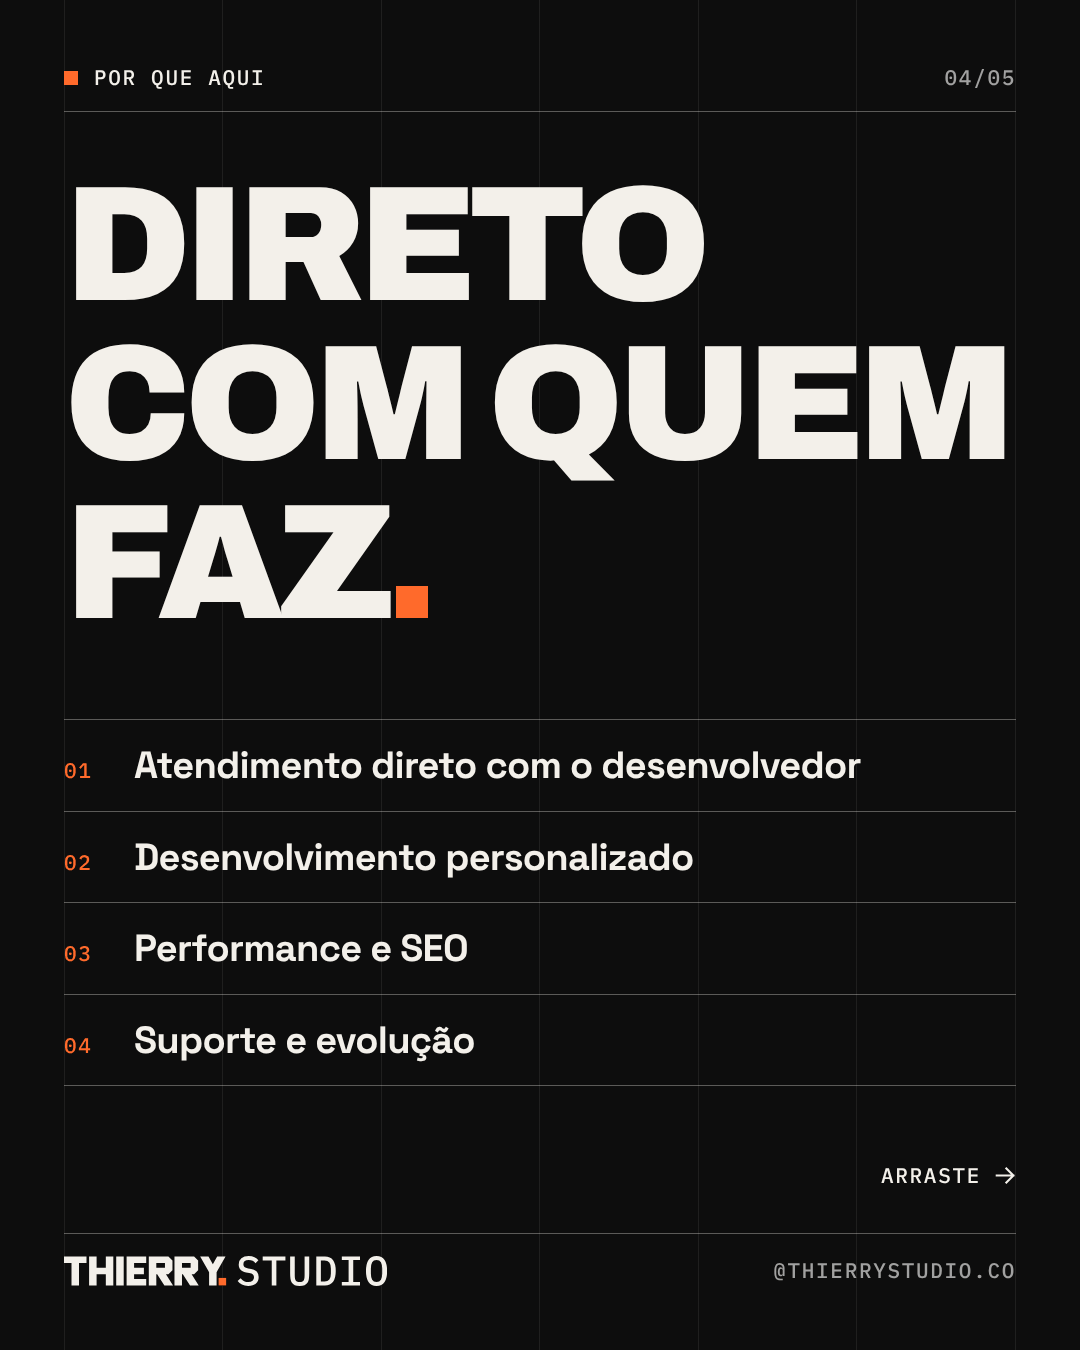 POR QUE AQUI
04/05
DIRETO
COM QUEM
FAZ.
01 Atendimento direto com o desenvolvedor
02 Desenvolvimento personalizado
03 Performance e SEO
04 Suporte e evolução
ARRASTE →
THIERRY. STUDIO
@THIERRYSTUDIO.CO